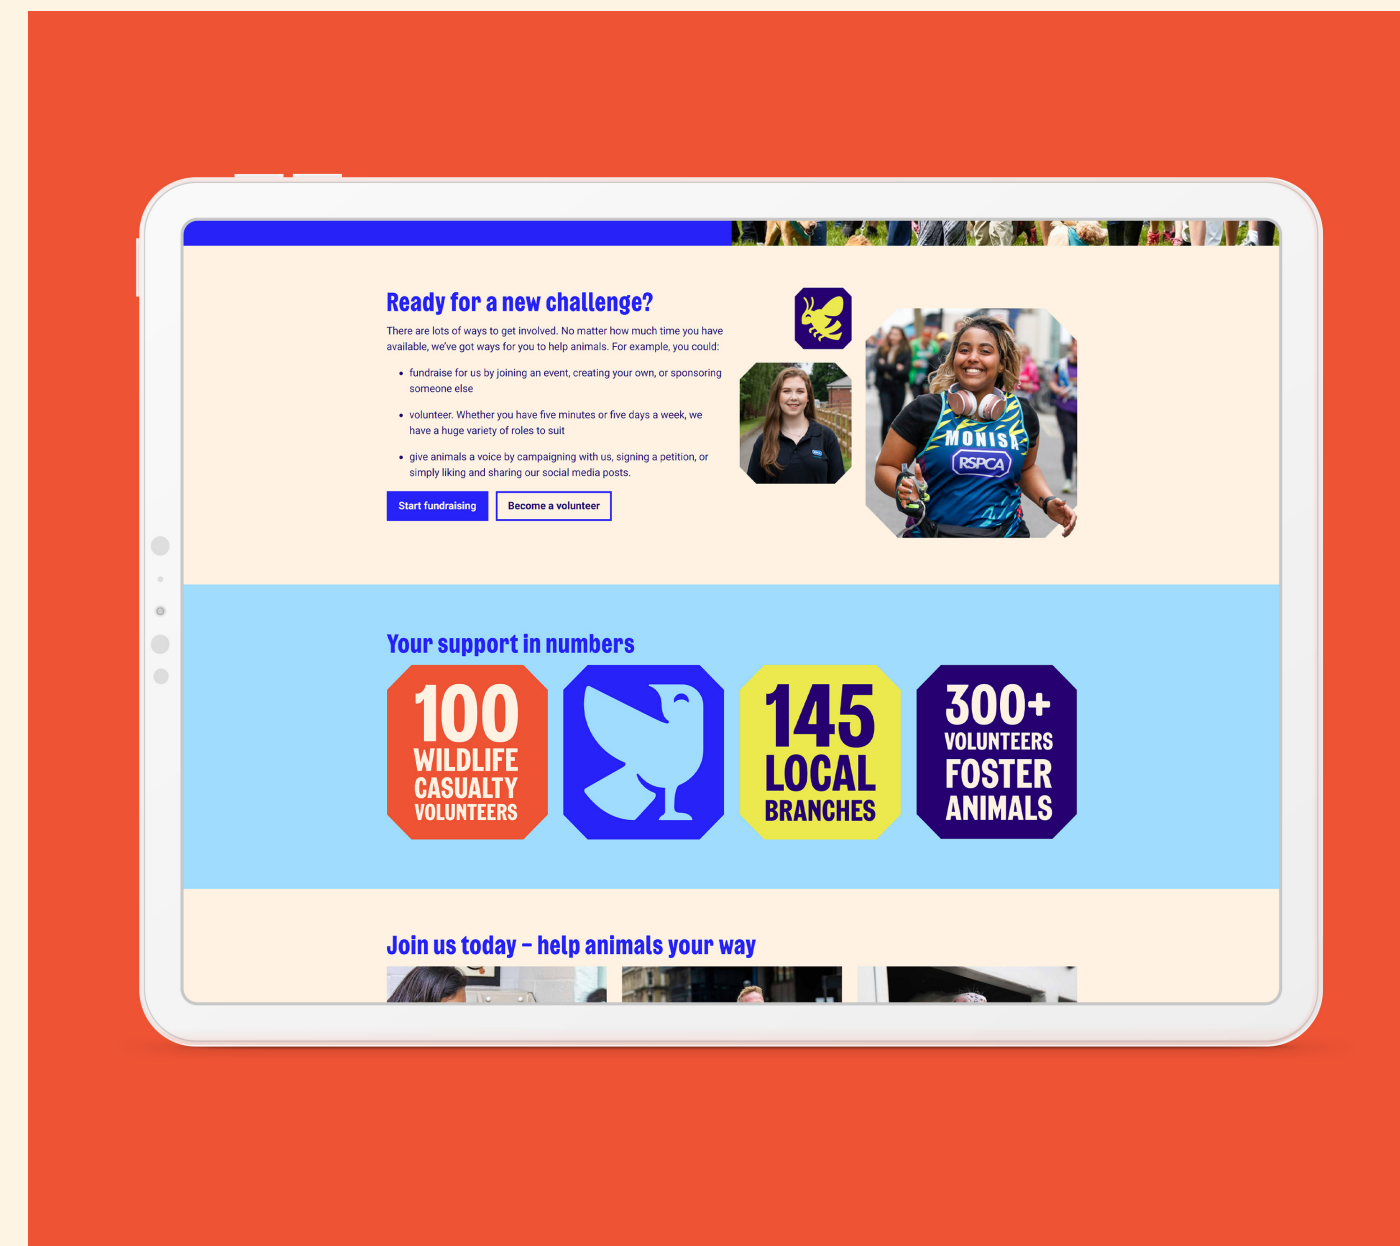 Ready for a new challenge?
There are lots of ways to get involved. No matter how much time you have
available, we've got ways for you to help animals. For example, you could:
• fundraise for us by joining an event, creating your own, or sponsoring
someone else
• volunteer. Whether you have five minutes or five days a week, we
have a huge variety of roles to suit
• give animals a voice by campaigning with us, signing a petition, or
simply liking and sharing our social media posts.
Start fundraising
Become a volunteer
MONISA
RSPCA
Your support in numbers
100
WILDLIFE
CASUALTY
VOLUNTEERS
145
LOCAL
BRANCHES
300+
VOLUNTEERS
FOSTER
ANIMALS
Join us today – help animals your way